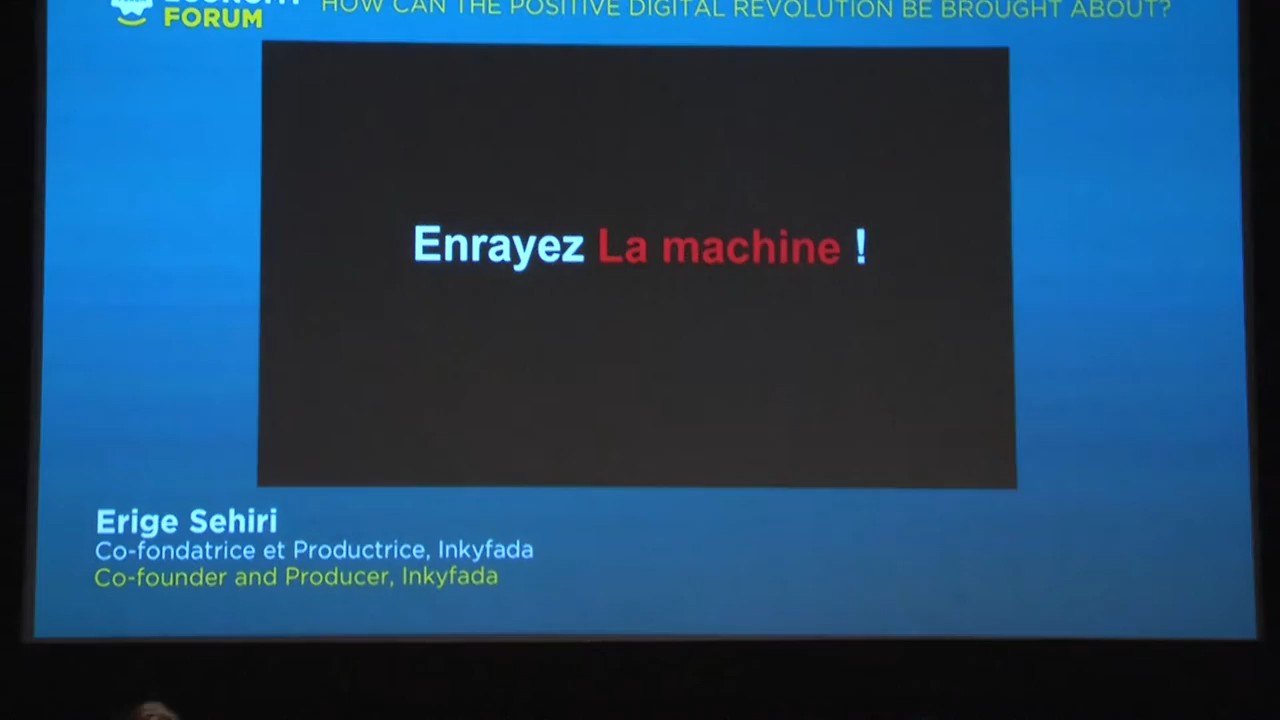 ECONOMY
FORUM
HOW CAN THE POSITIVE DIGITAL REVOLUTION BE BROUGHT ABOUT?
Enrayez La machine !
Erige Sehiri
Co-fondatrice et Productrice, Inkyfada
Co-founder and Producer, Inkyfada